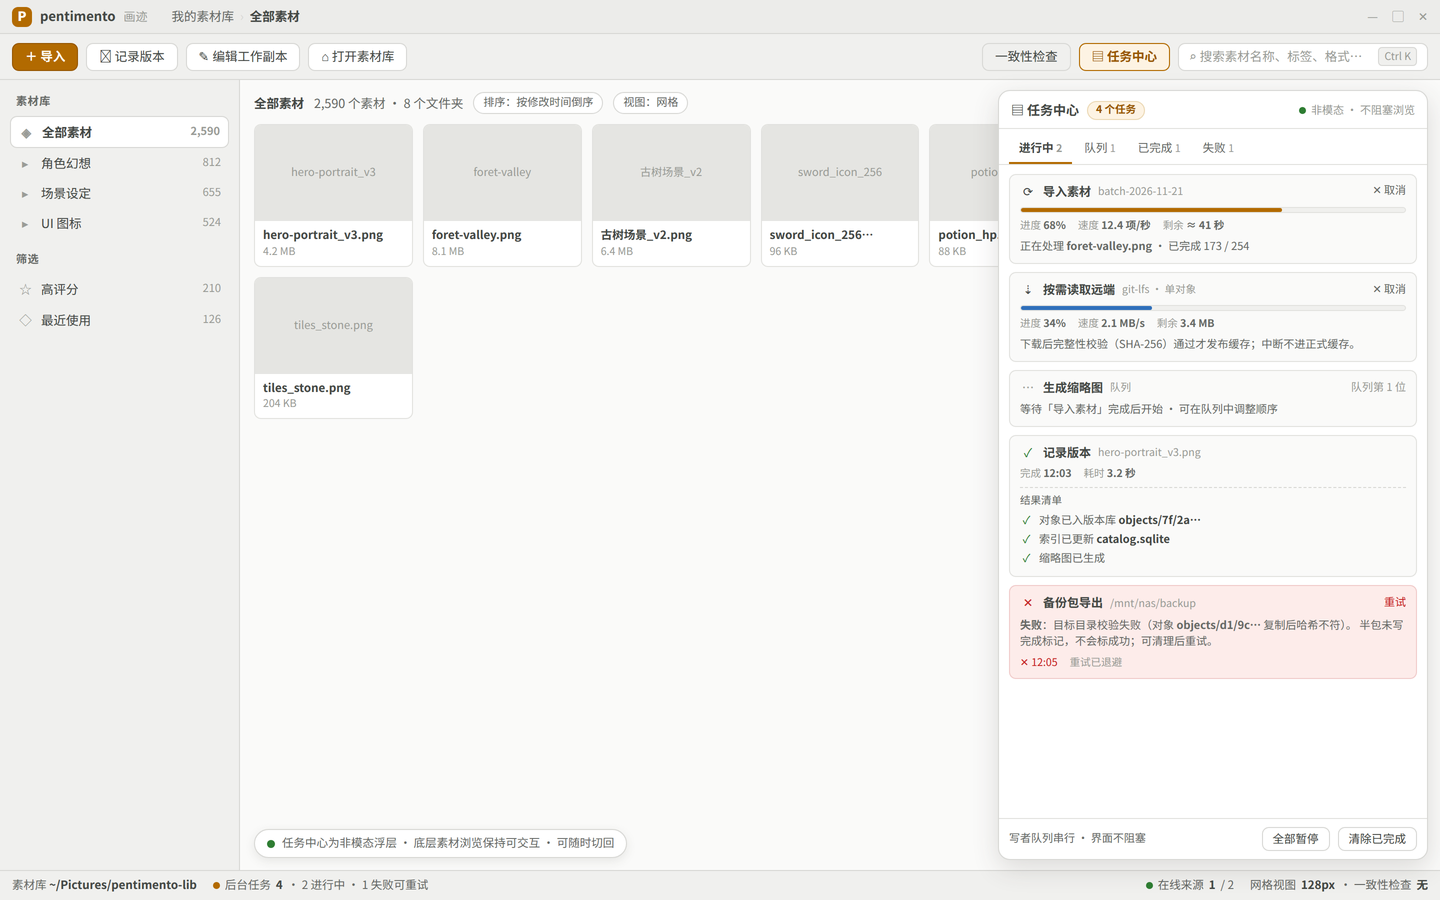 P pentimento 画迹 我的素材库 › 全部素材
＋ 导入 记录版本 ✎ 编辑工作副本 ⌂ 打开素材库 一致性检查 ▤ 任务中心 ⌕ 搜索素材名称、标签、格式… Ctrl K
素材库
◈ 全部素材 2,590
▸ 角色幻想 812
▸ 场景设定 655
▸ UI 图标 524
筛选
☆ 高评分 210
◇ 最近使用 126
全部素材 2,590 个素材 · 8 个文件夹 排序：按修改时间倒序 视图：网格
hero-portrait_v3
hero-portrait_v3.png
4.2 MB
foret-valley
foret-valley.png
8.1 MB
古树场景_v2
古树场景_v2.png
6.4 MB
sword_icon_256
sword_icon_256…
96 KB
potio
potion_hp.
88 KB
tiles_stone.png
tiles_stone.png
204 KB
任务中心为非模态浮层 · 底层素材浏览保持可交互 · 可随时切回
▤ 任务中心 4 个任务 非模态 · 不阻塞浏览
进行中 2 队列 1 已完成 1 失败 1
⟳ 导入素材 batch-2026-11-21 ✕ 取消
进度 68% 速度 12.4 项/秒 剩余 ≈ 41 秒
正在处理 foret-valley.png · 已完成 173 / 254
⇣ 按需读取远端 git-lfs · 单对象 ✕ 取消
进度 34% 速度 2.1 MB/s 剩余 3.4 MB
下载后完整性校验（SHA-256）通过才发布缓存；中断不进正式缓存。
⋯ 生成缩略图 队列 队列第 1 位
等待「导入素材」完成后开始 · 可在队列中调整顺序
✓ 记录版本 hero-portrait_v3.png
完成 12:03 耗时 3.2 秒
结果清单
✓ 对象已入版本库 objects/7f/2a…
✓ 索引已更新 catalog.sqlite
✓ 缩略图已生成
✕ 备份包导出 /mnt/nas/backup 重试
失败：目标目录校验失败（对象 objects/d1/9c… 复制后哈希不符）。 半包未写
完成标记，不会标成功；可清理后重试。
✕ 12:05 重试已退避
写者队列串行 · 界面不阻塞 全部暂停 清除已完成
素材库 ~/Pictures/pentimento-lib 后台任务 4 · 2 进行中 · 1 失败可重试 在线来源 1 / 2 网格视图 128px · 一致性检查 无